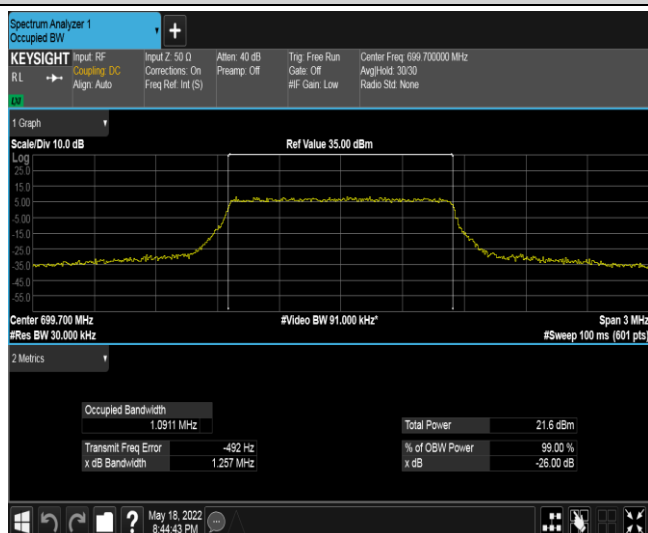 Spectrum Analyzer 1
Occupied BW
+
KEYSIGHT
RL
Input: RF
Coupling: DC
Align: Auto
Input Z: 50 Ω
Corrections: On
Freq Ref: Int (S)
Atten: 40 dB
Preamp: Off
Trig: Free Run
Gate: Off
#IF Gain: Low
Center Freq: 699.700000 MHz
Avg|Hold: 30/30
Radio Std: None
1 Graph
Scale/Div 10.0 dB
Ref Value 35.00 dBm
Log
25.0
15.0
5.00
-5.00
-15.0
-25.0
-35.0
-45.0
-55.0
Center 699.700 MHz
#Video BW 91.000 kHz*
Span 3 MHz
#Res BW 30.000 kHz
#Sweep 100 ms (601 pts)
2 Metrics
Occupied Bandwidth
1.0911 MHz
Total Power 21.6 dBm
Transmit Freq Error -492 Hz
% of OBW Power 99.00 %
x dB Bandwidth 1.257 MHz
x dB -26.00 dB
?
May 18, 2022
8:44:43 PM